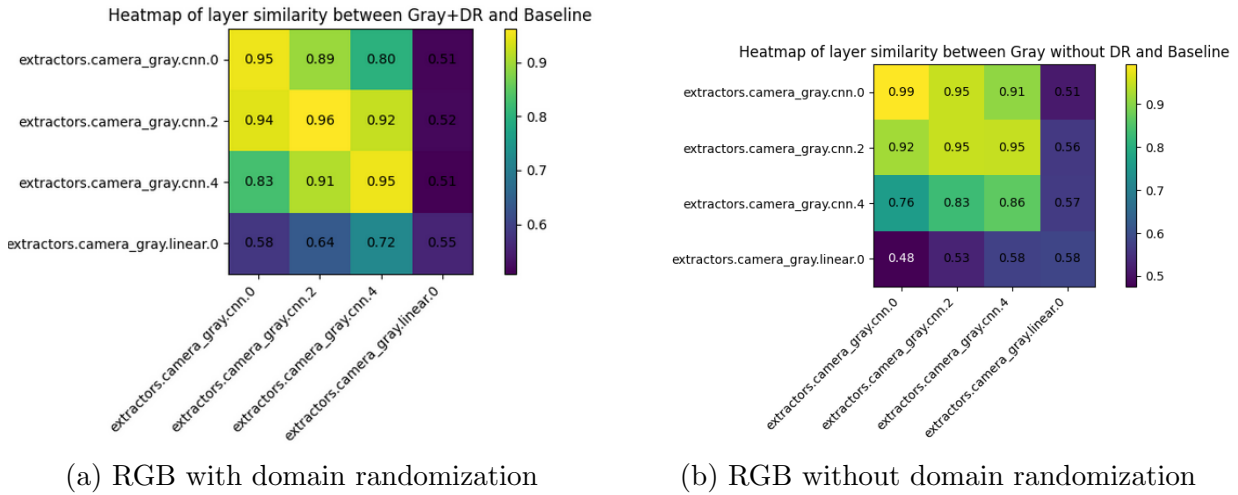 Heatmap of layer similarity between Gray+DR and Baseline
extractors.camera_gray.cnn.0
0.95 0.89 0.80 0.51
0.9
extractors.camera_gray.cnn.2
0.94 0.96 0.92 0.52
0.8
extractors.camera_gray.cnn.4
0.83 0.91 0.95 0.51
0.7
extractors.camera_gray.linear.0
0.58 0.64 0.72 0.55
0.6
extractors.camera_gray.cnn.0
extractors.camera_gray.cnn.2
extractors.camera_gray.cnn.4
extractors.camera_gray.linear.0
(a) RGB with domain randomization
Heatmap of layer similarity between Gray without DR and Baseline
extractors.camera_gray.cnn.0
0.99 0.95 0.91 0.51
0.9
extractors.camera_gray.cnn.2
0.92 0.95 0.95 0.56
0.8
extractors.camera_gray.cnn.4
0.76 0.83 0.86 0.57
0.7
0.6
extractors.camera_gray.linear.0
0.48 0.53 0.58 0.58
0.5
extractors.camera_gray.cnn.0
extractors.camera_gray.cnn.2
extractors.camera_gray.cnn.4
extractors.camera_gray.linear.0
(b) RGB without domain randomization